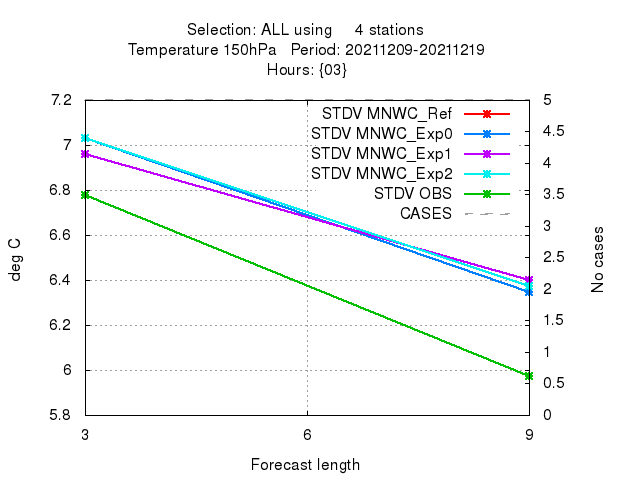 Selection: ALL using 4 stations
Temperature 150hPa Period: 20211209-20211219
Hours: {03}
7.2
7
6.8
6.6
6.4
6.2
6
5.8
deg C
STDV MNWC_Ref
STDV MNWC_Exp0
STDV MNWC_Exp1
STDV MNWC_Exp2
STDV OBS
CASES
5
4.5
4
3.5
3
2.5
2
1.5
1
0.5
0
No cases
3 6 9
Forecast length